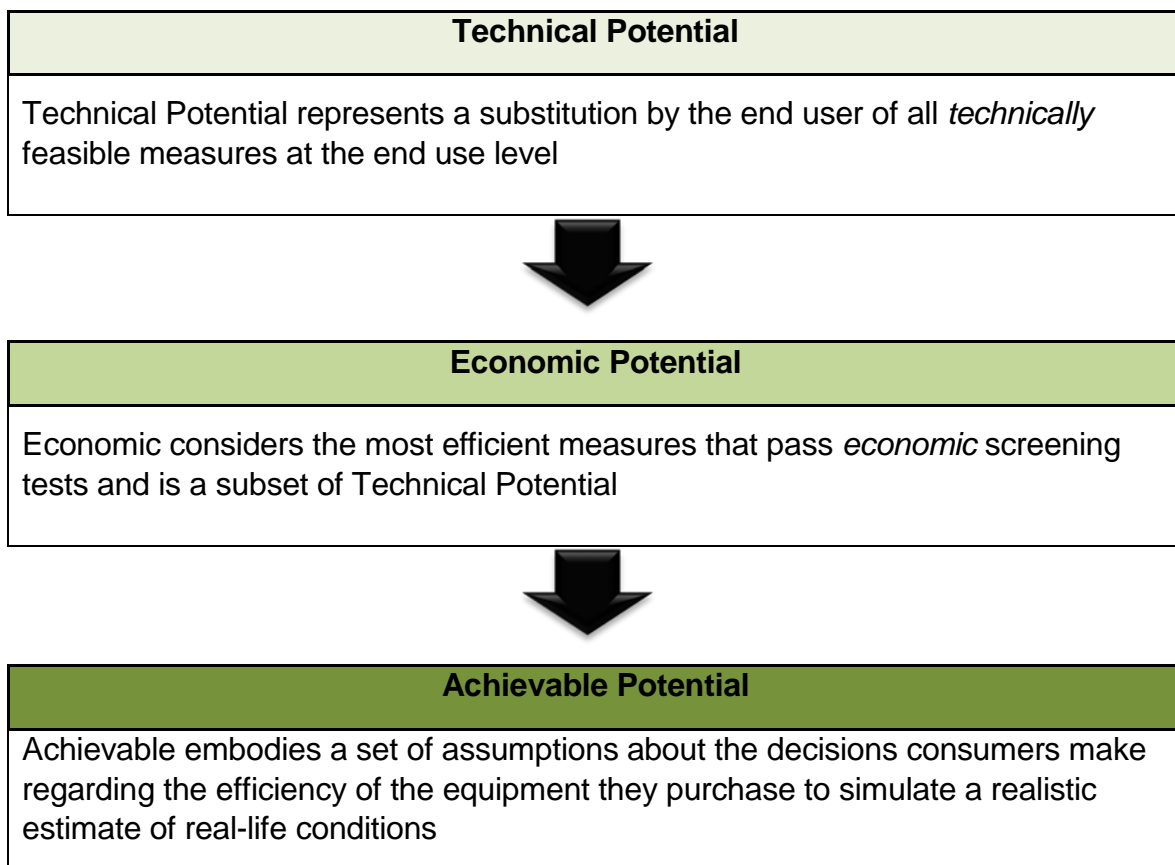 Technical Potential
Technical Potential represents a substitution by the end user of all technically
feasible measures at the end use level
Economic Potential
Economic considers the most efficient measures that pass economic screening
tests and is a subset of Technical Potential
Achievable Potential
Achievable embodies a set of assumptions about the decisions consumers make
regarding the efficiency of the equipment they purchase to simulate a realistic
estimate of real-life conditions